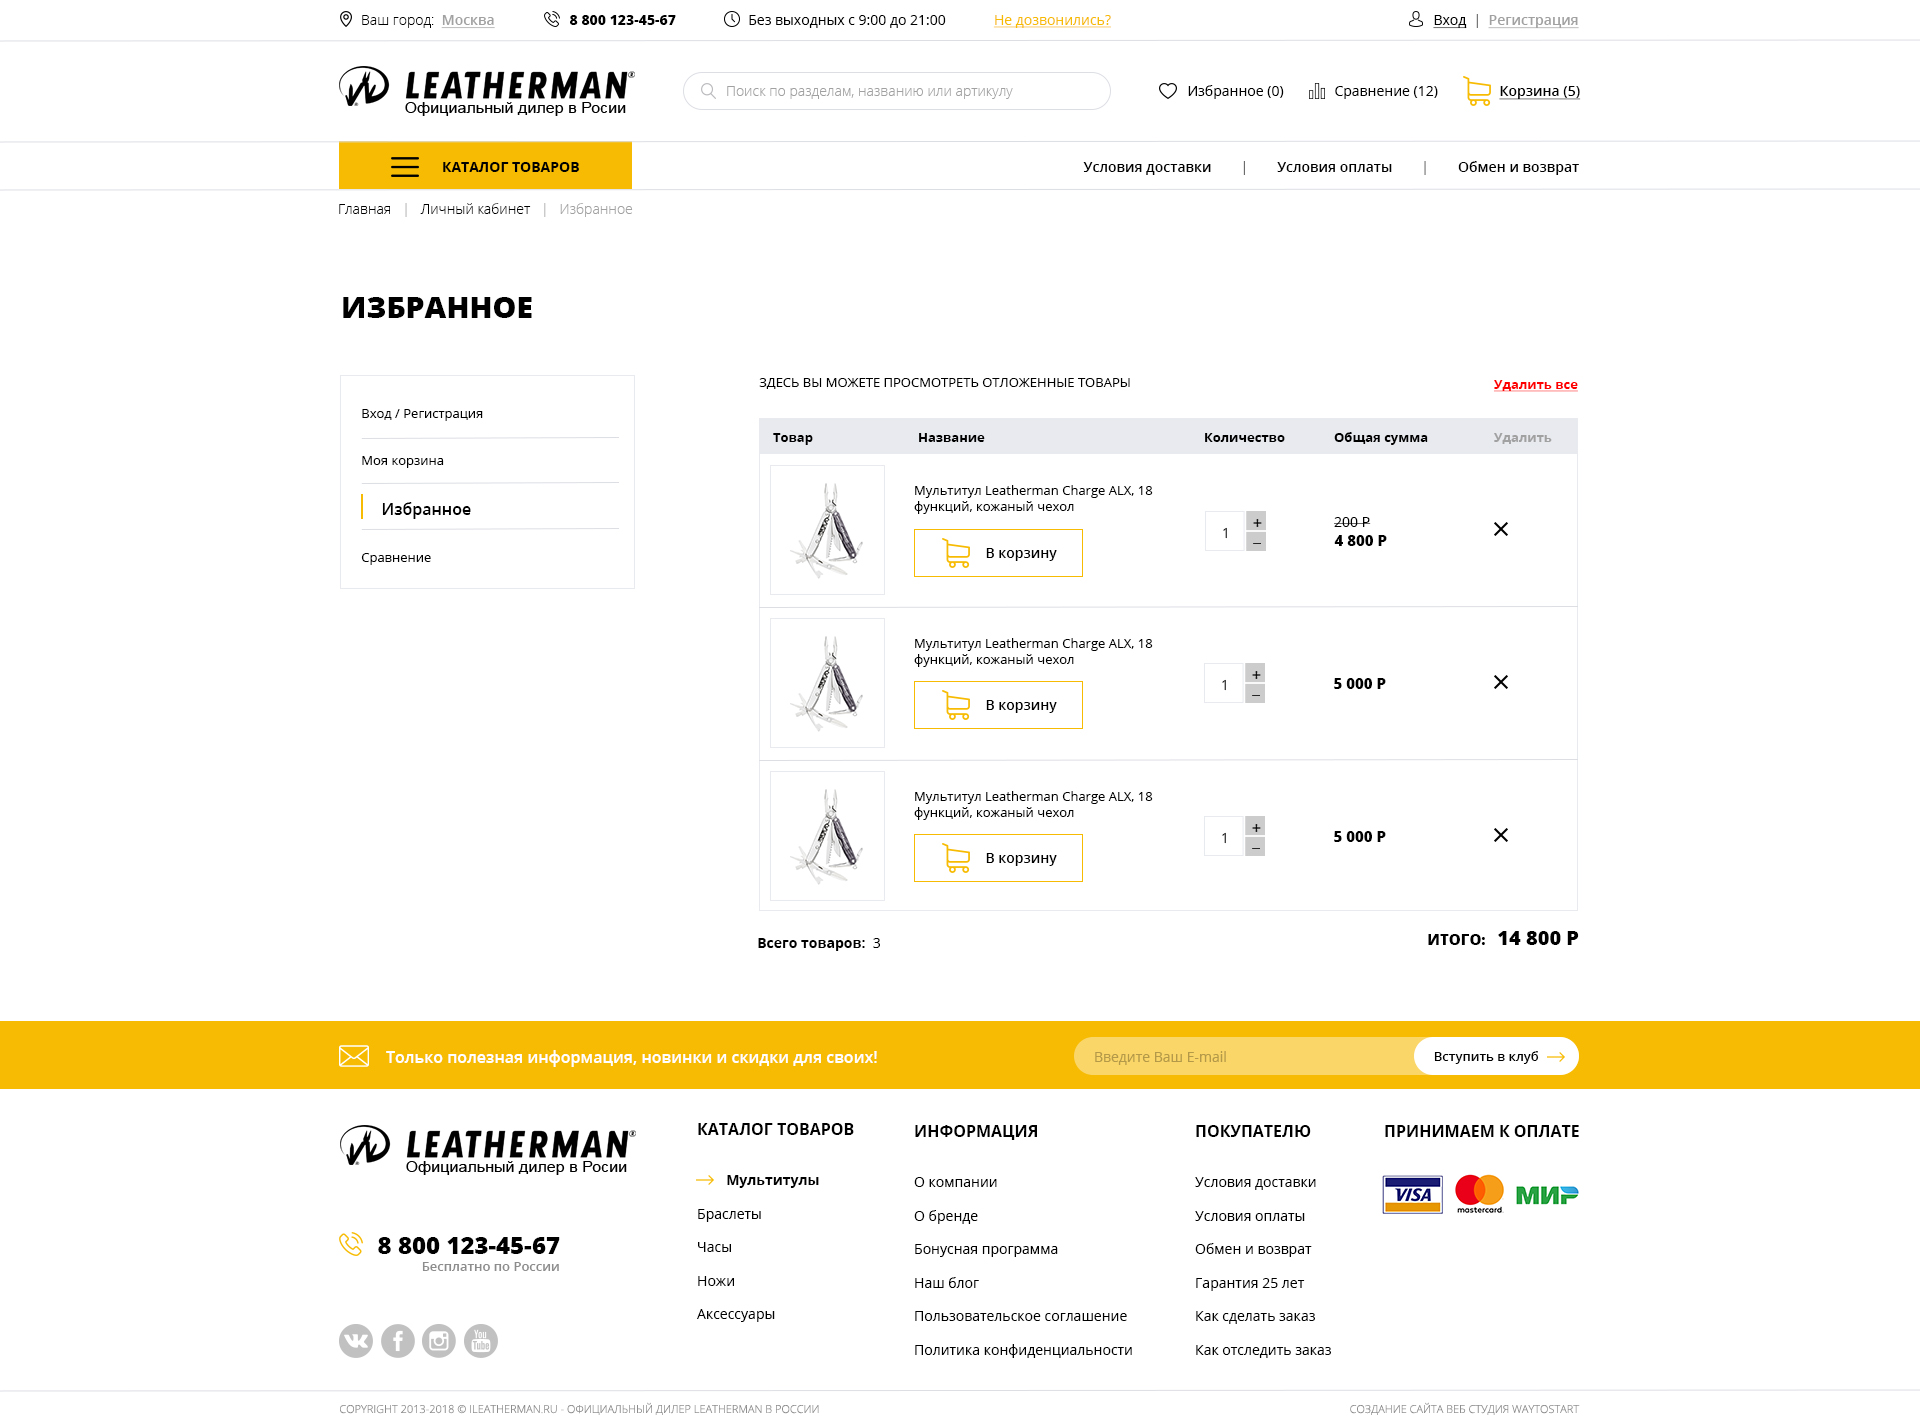 Ваш город: Москва
8 800 123-45-67
Без выходных с 9:00 до 21:00
Не дозвонились?
Вход | Регистрация
LEATHERMAN®
Официальный дилер в Росии
Поиск по разделам, названию или артикулу
Избранное (0)
Сравнение (12)
Корзина (5)
КАТАЛОГ ТОВАРОВ
Условия доставки | Условия оплаты | Обмен и возврат
Главная | Личный кабинет | Избранное
ИЗБРАННОЕ
Вход / Регистрация
Моя корзина
Избранное
Сравнение
ЗДЕСЬ ВЫ МОЖЕТЕ ПРОСМОТРЕТЬ ОТЛОЖЕННЫЕ ТОВАРЫ
Удалить все
Товар Название Количество Общая сумма Удалить
Мультитул Leatherman Charge ALX, 18
функций, кожаный чехол
В корзину
1
+
–
200 Р
4 800 Р
Мультитул Leatherman Charge ALX, 18
функций, кожаный чехол
В корзину
1
+
–
5 000 Р
Мультитул Leatherman Charge ALX, 18
функций, кожаный чехол
В корзину
1
+
–
5 000 Р
Всего товаров: 3
ИТОГО: 14 800 Р
Только полезная информация, новинки и скидки для своих!
Введите Ваш E-mail
Вступить в клуб
LEATHERMAN®
Официальный дилер в Росии
8 800 123-45-67
Бесплатно по России
You
Tube
КАТАЛОГ ТОВАРОВ
Мультитулы
Браслеты
Часы
Ножи
Аксессуары
ИНФОРМАЦИЯ
О компании
О бренде
Бонусная программа
Наш блог
Пользовательское соглашение
Политика конфиденциальности
ПОКУПАТЕЛЮ
Условия доставки
Условия оплаты
Обмен и возврат
Гарантия 25 лет
Как сделать заказ
Как отследить заказ
ПРИНИМАЕМ К ОПЛАТЕ
VISA
mastercard
МИР
COPYRIGHT 2013-2018 © ILEATHERMAN.RU - ОФИЦИАЛЬНЫЙ ДИЛЕР LEATHERMAN В РОССИИ
СОЗДАНИЕ САЙТА ВЕБ СТУДИЯ WAYTOSTART